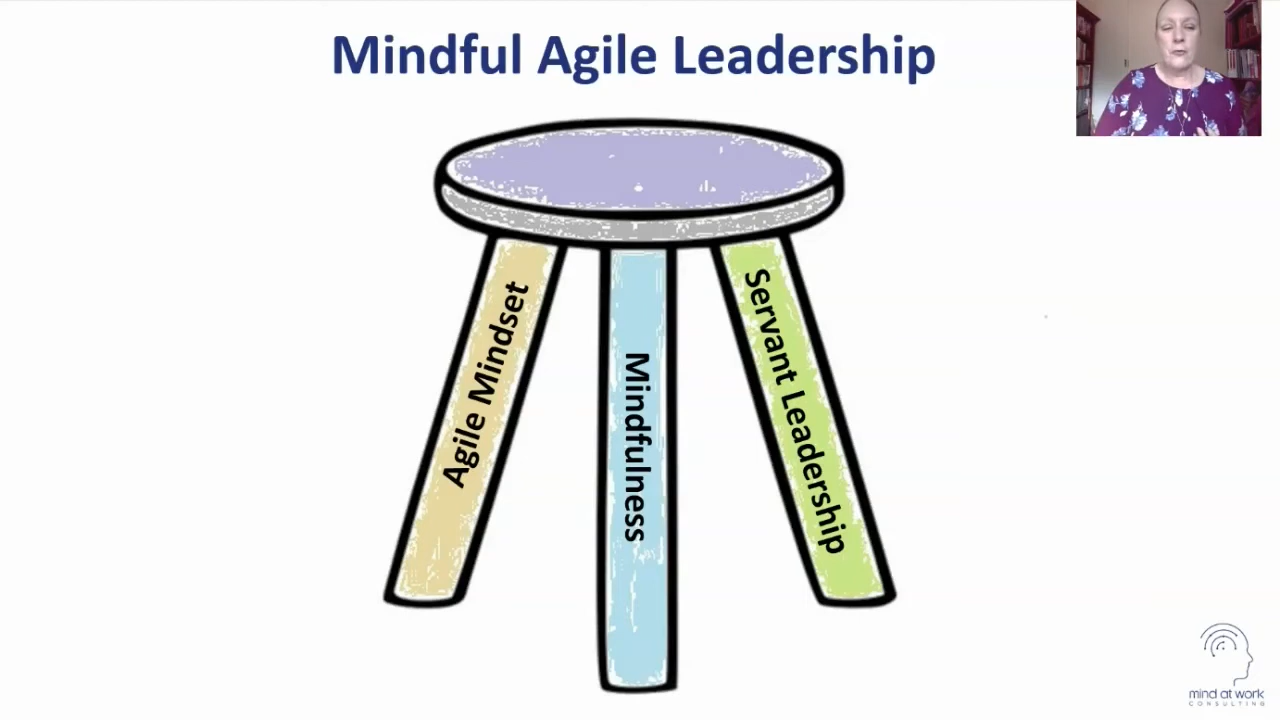 Mindful Agile Leadership
Agile Mindset
Mindfulness
Servant Leadership
mind at work
CONSULTING